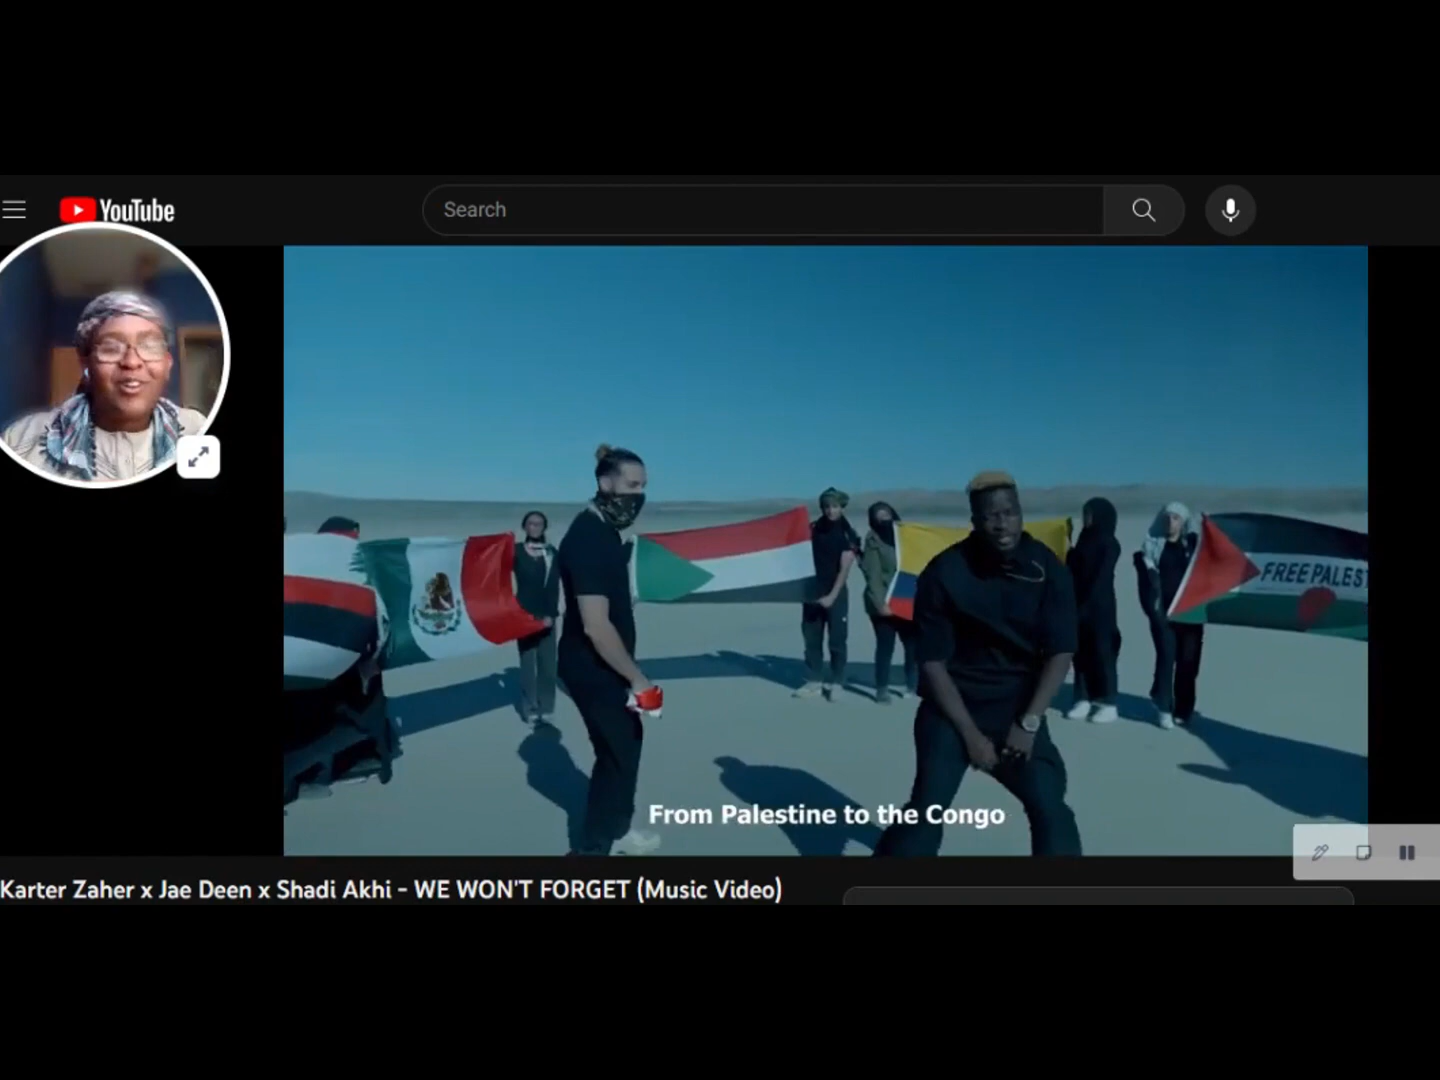 YouTube
Search
FREE PALES
From Palestine to the Congo
Karter Zaher x Jae Deen x Shadi Akhi - WE WON'T FORGET (Music Video)